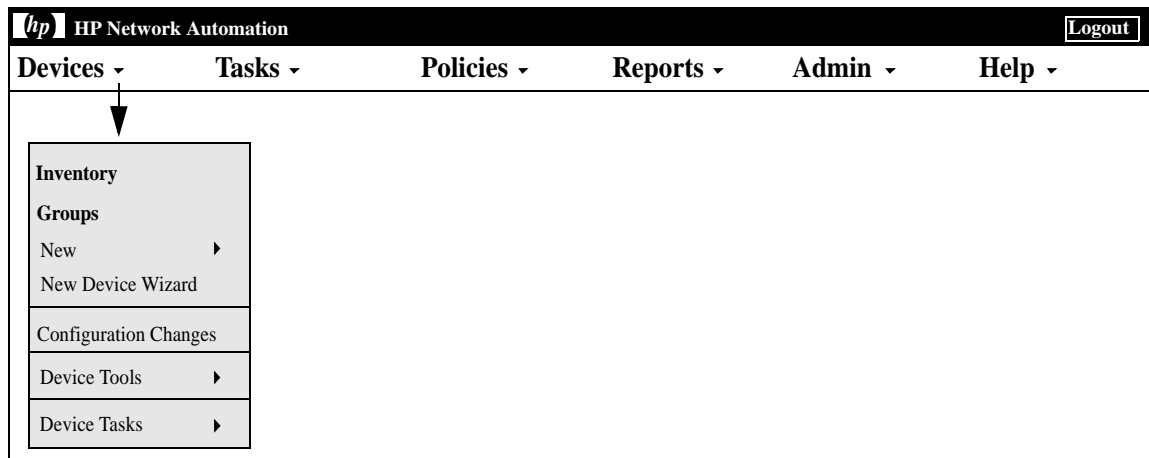 hp HP Network Automation Logout
Devices Tasks Policies Reports Admin Help
Inventory
Groups
New
New Device Wizard
Configuration Changes
Device Tools
Device Tasks